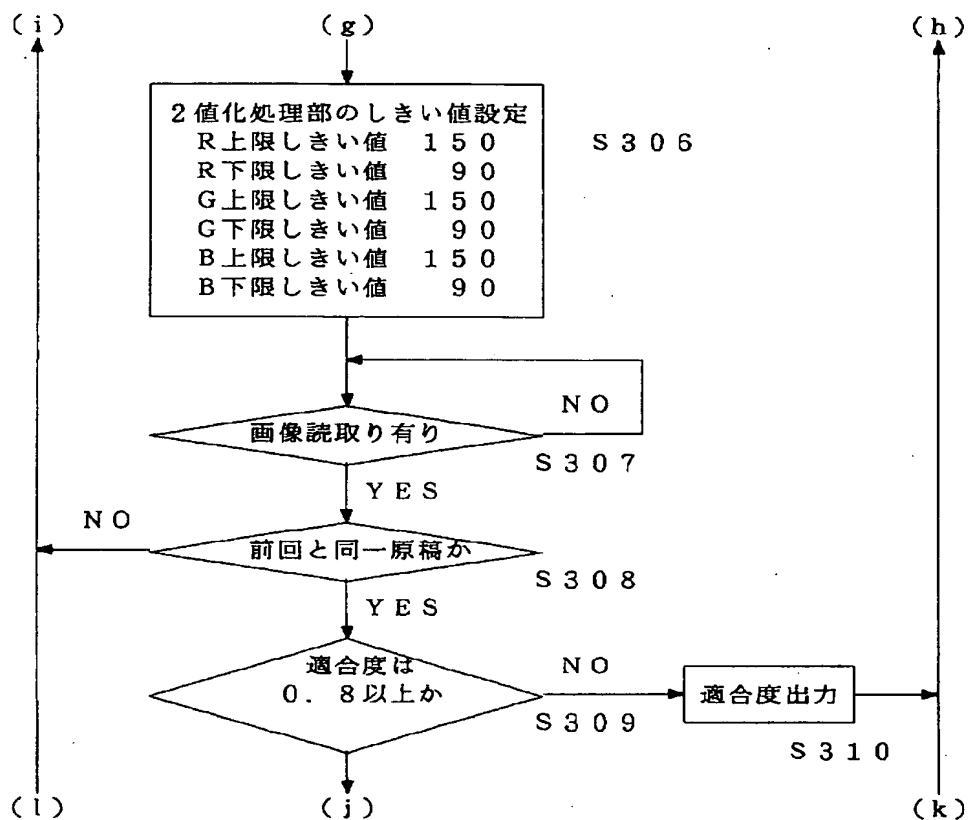 (i)
(g)
(h)
2値化処理部のしきい値設定
R上限しきい値 150
R下限しきい値 90
G上限しきい値 150
G下限しきい値 90
B上限しきい値 150
B下限しきい値 90
S306
NO
画像読取り有り
S307
YES
NO
前回と同一原稿か
S308
YES
適合度は
0.8以上か
NO
S309
適合度出力
S310
(l)
(j)
(k)